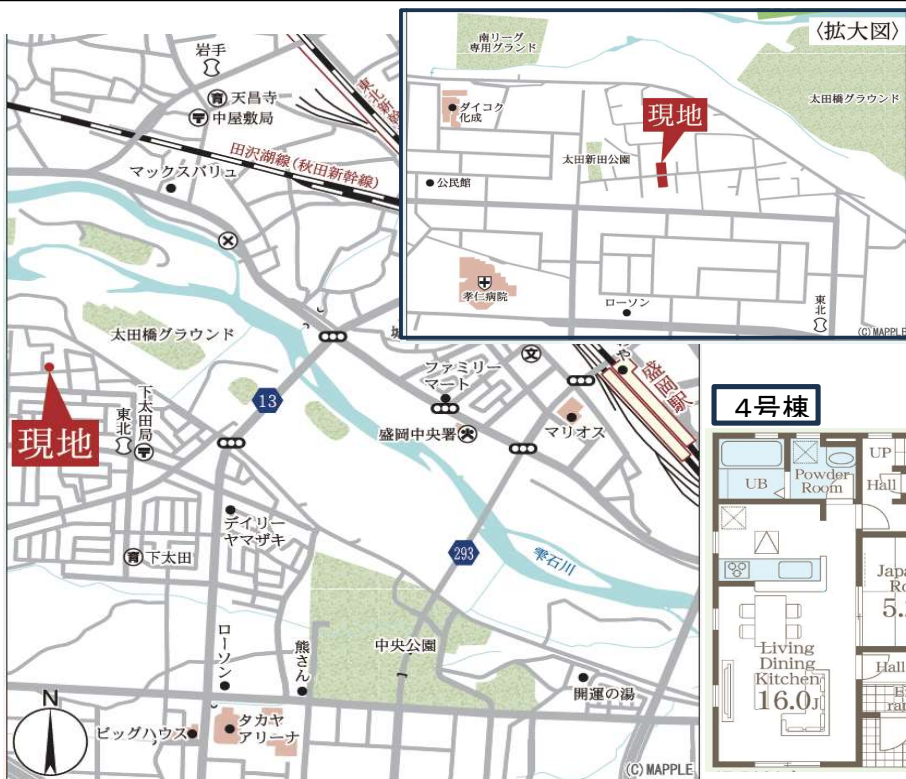 岩手
天昌寺
中屋敷局
田沢湖線(秋田新幹線)
東北新幹
マックスバリュ
太田橋グラウンド
13
現地
下太田局
東北
ファミリー
マート
盛岡中央署
マリオス
盛岡駅
デイリー
ヤマザキ
下太田
293
雫石川
中央公園
ローソン
熊さん
開運の湯
ビッグハウス
タカヤ
アリーナ
N
(C) MAPPLE
〈拡大図〉
南リーグ
専用グランド
ダイコク
化成
現地
太田橋グラウンド
太田新田公園
公民館
孝仁病院
ローソン
東北
(C) MAPPLE
4号棟
UB
Powder
Room
UP
Hall
Living
Dining
Kitchen
16.0J
Hall